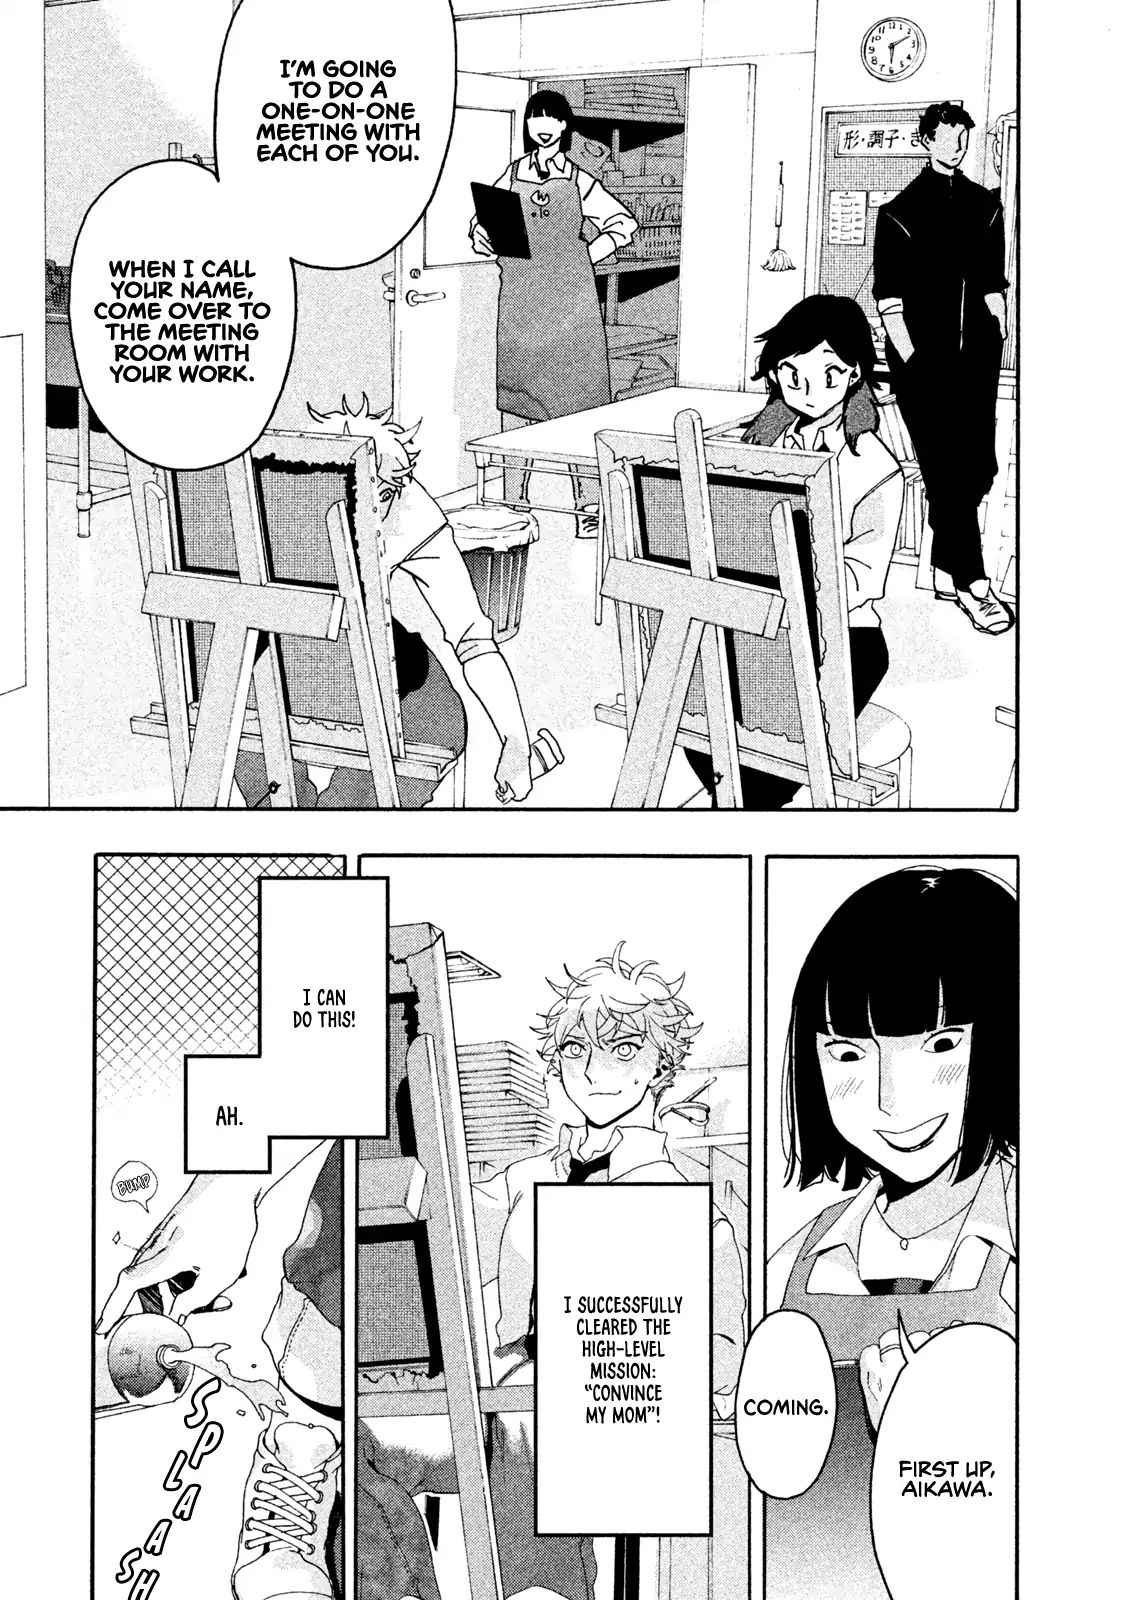 I'M GOING
TO DO A
ONE-ON-ONE
MEETING WITH
EACH OF YOU.
WHEN I CALL
YOUR NAME,
COME OVER TO
THE MEETING
ROOM WITH
YOUR WORK.
形・調子・き
FIRST UP,
AIKAWA.
COMING.
I SUCCESSFULLY
CLEARED THE
HIGH-LEVEL
MISSION:
"CONVINCE
MY MOM"!
I CAN
DO THIS!
AH.
BUMP
SPLAASH